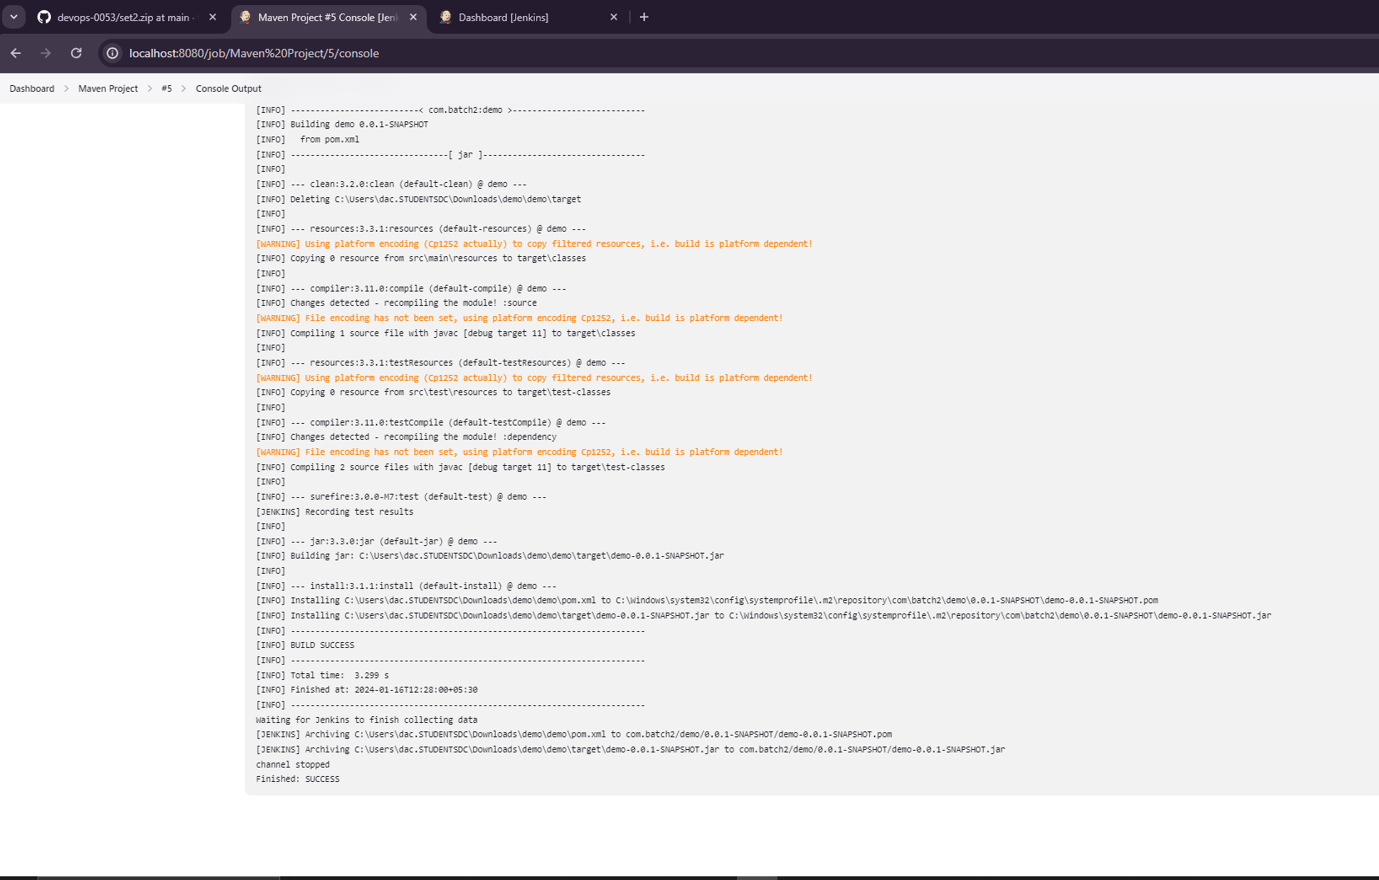 devops-0053/set2.zip at main
Maven Project #5 Console [Jen
Dashboard [Jenkins]
localhost:8080/job/Maven%20Project/5/console
Dashboard > Maven Project > #5 > Console Output
[INFO] --------------------------< com.batch2:demo >---------------------------
[INFO] Building demo 0.0.1-SNAPSHOT
[INFO]   from pom.xml
[INFO] --------------------------------[ jar ]---------------------------------
[INFO]
[INFO] --- clean:3.2.0:clean (default-clean) @ demo ---
[INFO] Deleting C:\Users\dac.STUDENTSDC\Downloads\demo\demo\target
[INFO]
[INFO] --- resources:3.3.1:resources (default-resources) @ demo ---
[WARNING] Using platform encoding (Cp1252 actually) to copy filtered resources, i.e. build is platform dependent!
[INFO] Copying 0 resource from src\main\resources to target\classes
[INFO]
[INFO] --- compiler:3.11.0:compile (default-compile) @ demo ---
[INFO] Changes detected - recompiling the module! :source
[WARNING] File encoding has not been set, using platform encoding Cp1252, i.e. build is platform dependent!
[INFO] Compiling 1 source file with javac [debug target 11] to target\classes
[INFO]
[INFO] --- resources:3.3.1:testResources (default-testResources) @ demo ---
[WARNING] Using platform encoding (Cp1252 actually) to copy filtered resources, i.e. build is platform dependent!
[INFO] Copying 0 resource from src\test\resources to target\test-classes
[INFO]
[INFO] --- compiler:3.11.0:testCompile (default-testCompile) @ demo ---
[INFO] Changes detected - recompiling the module! :dependency
[WARNING] File encoding has not been set, using platform encoding Cp1252, i.e. build is platform dependent!
[INFO] Compiling 2 source files with javac [debug target 11] to target\test-classes
[INFO]
[INFO] --- surefire:3.0.0-M7:test (default-test) @ demo ---
[JENKINS] Recording test results
[INFO]
[INFO] --- jar:3.3.0:jar (default-jar) @ demo ---
[INFO] Building jar: C:\Users\dac.STUDENTSDC\Downloads\demo\demo\target\demo-0.0.1-SNAPSHOT.jar
[INFO]
[INFO] --- install:3.1.1:install (default-install) @ demo ---
[INFO] Installing C:\Users\dac.STUDENTSDC\Downloads\demo\demo\pom.xml to C:\Windows\system32\config\systemprofile\.m2\repository\com\batch2\demo\0.0.1-SNAPSHOT\demo-0.0.1-SNAPSHOT.pom
[INFO] Installing C:\Users\dac.STUDENTSDC\Downloads\demo\demo\target\demo-0.0.1-SNAPSHOT.jar to C:\Windows\system32\config\systemprofile\.m2\repository\com\batch2\demo\0.0.1-SNAPSHOT\demo-0.0.1-SNAPSHOT.jar
[INFO] ------------------------------------------------------------------------
[INFO] BUILD SUCCESS
[INFO] ------------------------------------------------------------------------
[INFO] Total time:  3.299 s
[INFO] Finished at: 2024-01-16T12:28:00+05:30
[INFO] ------------------------------------------------------------------------
Waiting for Jenkins to finish collecting data
[JENKINS] Archiving C:\Users\dac.STUDENTSDC\Downloads\demo\demo\pom.xml to com.batch2/demo/0.0.1-SNAPSHOT/demo-0.0.1-SNAPSHOT.pom
[JENKINS] Archiving C:\Users\dac.STUDENTSDC\Downloads\demo\demo\target\demo-0.0.1-SNAPSHOT.jar to com.batch2/demo/0.0.1-SNAPSHOT/demo-0.0.1-SNAPSHOT.jar
channel stopped
Finished: SUCCESS